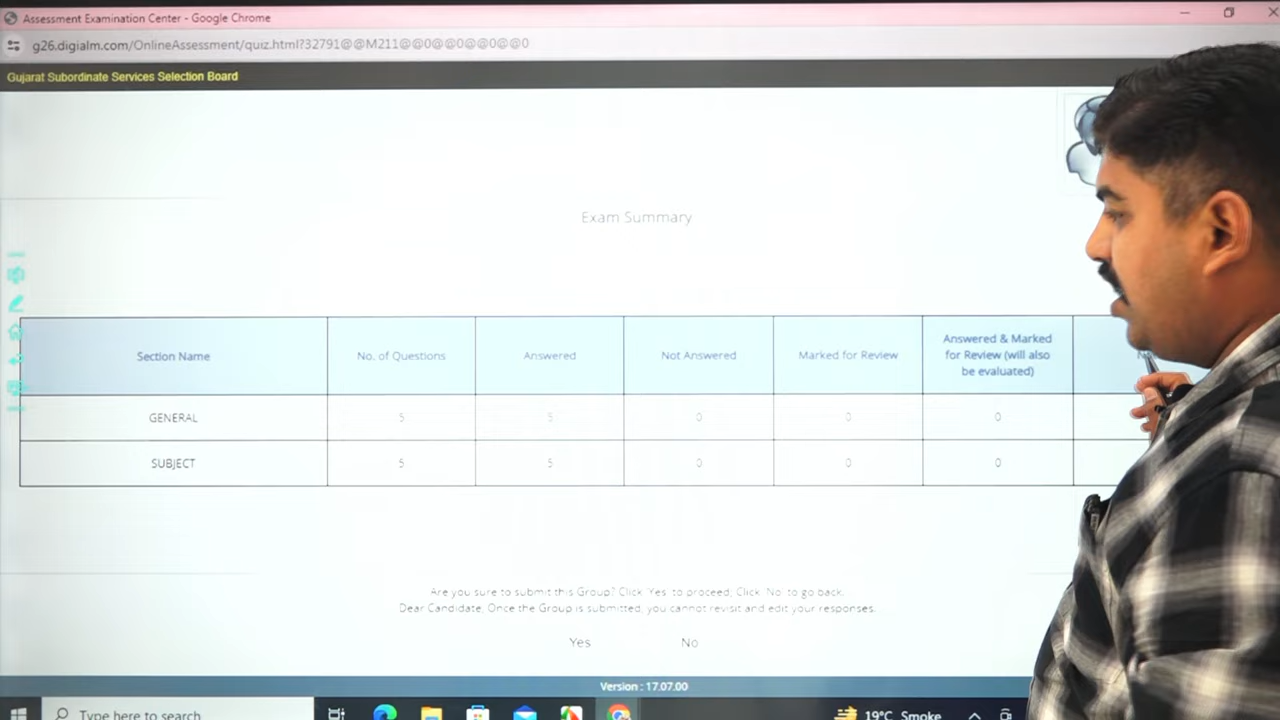 Assessment Examination Center - Google Chrome
g26.digialm.com/OnlineAssessment/quiz.html?32791@@M211@@0@@0@@0@@0
Gujarat Subordinate Services Selection Board
Exam Summary
Section Name No. of Questions Answered Not Answered Marked for Review Answered & Marked for Review (will also be evaluated)
GENERAL 5 5 0 0 0
SUBJECT 5 5 0 0 0
Are you sure to submit this Group? Click 'Yes' to proceed; Click 'No' to go back.
Dear Candidate, Once the Group is submitted, you cannot revisit and edit your responses.
Yes No
Version : 17.07.00
Type here to search 19°C Smoke